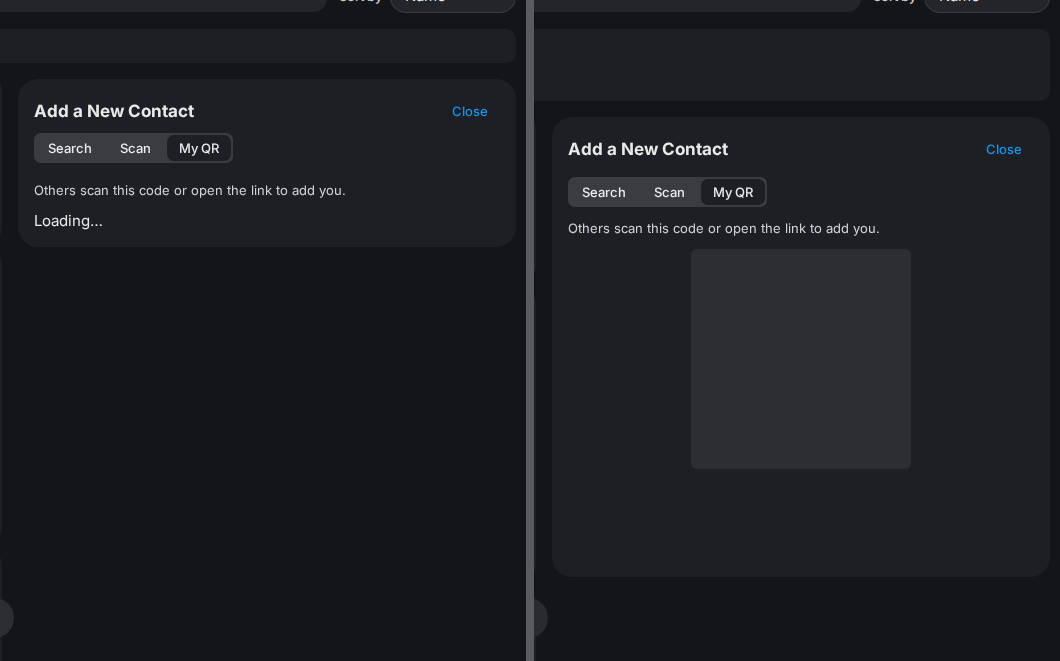 Add a New Contact
Close
Search Scan My QR
Others scan this code or open the link to add you.
Loading...
Add a New Contact
Close
Search Scan My QR
Others scan this code or open the link to add you.